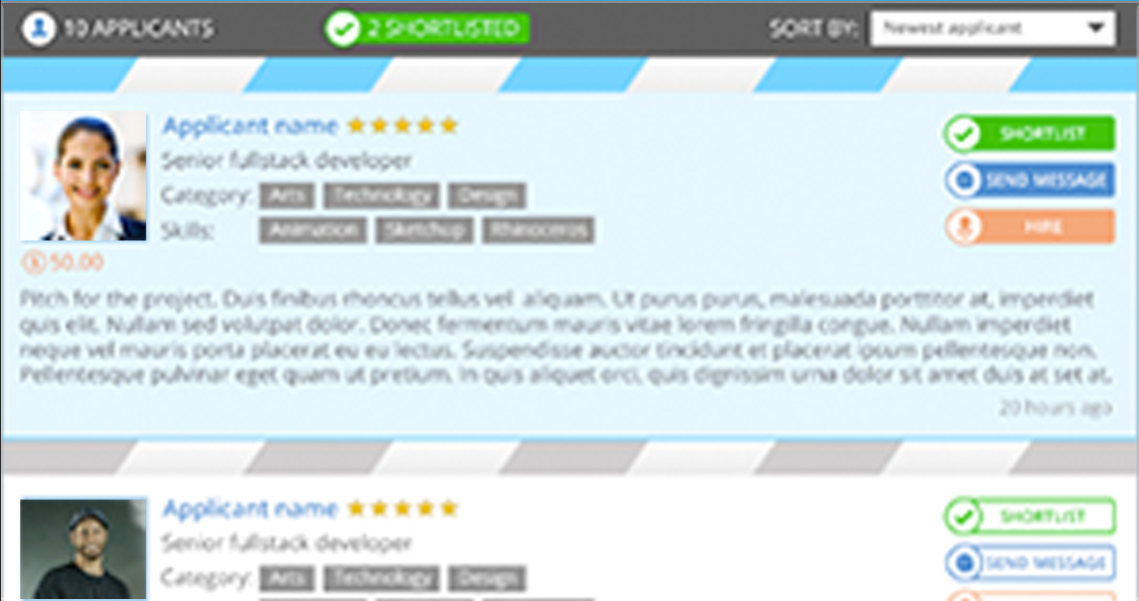 10 APPLICANTS
2 SHORTLISTED
SORT BY: Newest applicant
Applicant name
SHORTLIST
Senior fullstack developer
SEND MESSAGE
Category: Arts Technology Design
Skills: Animation Sketchup Rhinoceros
HIRE
$ 50.00
Pitch for the project. Duis finibus rhoncus tellus vel aliquam. Ut purus purus, malesuada porttitor at, imperdiet
quis elit. Nullam sed volutpat dolor. Donec fermentum mauris vitae lorem fringilla congue. Nullam imperdiet
neque vel mauris porta placerat eu eu lectus. Suspendisse auctor tincidunt et placerat ipsum pellentesque non.
Pellentesque pulvinar eget quam ut pretium. In quis aliquet orci, quis dignissim urna dolor sit amet duis at set at.
20 hours ago
Applicant name
SHORTLIST
Senior fullstack developer
SEND MESSAGE
Category: Arts Technology Design